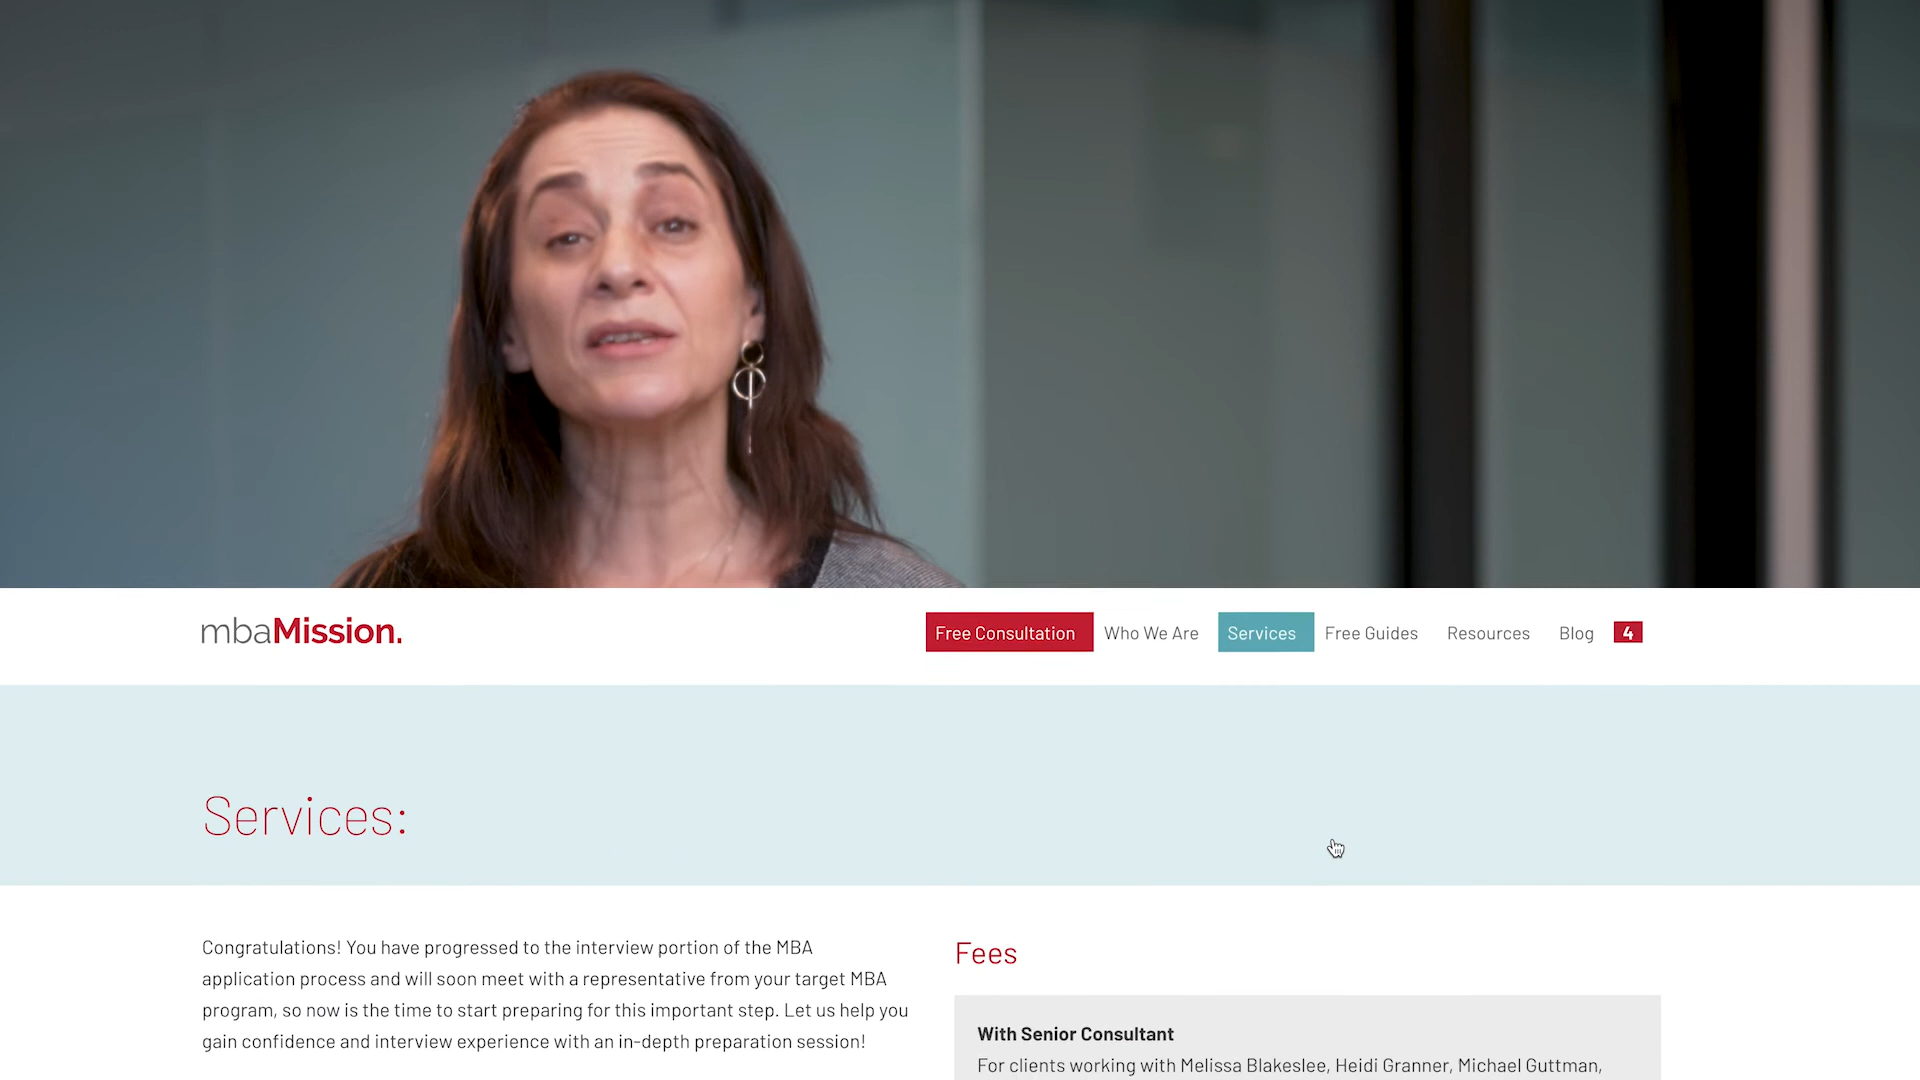 mbaMission.
Free Consultation Who We Are Services Free Guides Resources Blog 4
Services:
Congratulations! You have progressed to the interview portion of the MBA
application process and will soon meet with a representative from your target MBA
program, so now is the time to start preparing for this important step. Let us help you
gain confidence and interview experience with an in-depth preparation session!
Fees
With Senior Consultant
For clients working with Melissa Blakeslee, Heidi Granner, Michael Guttman,